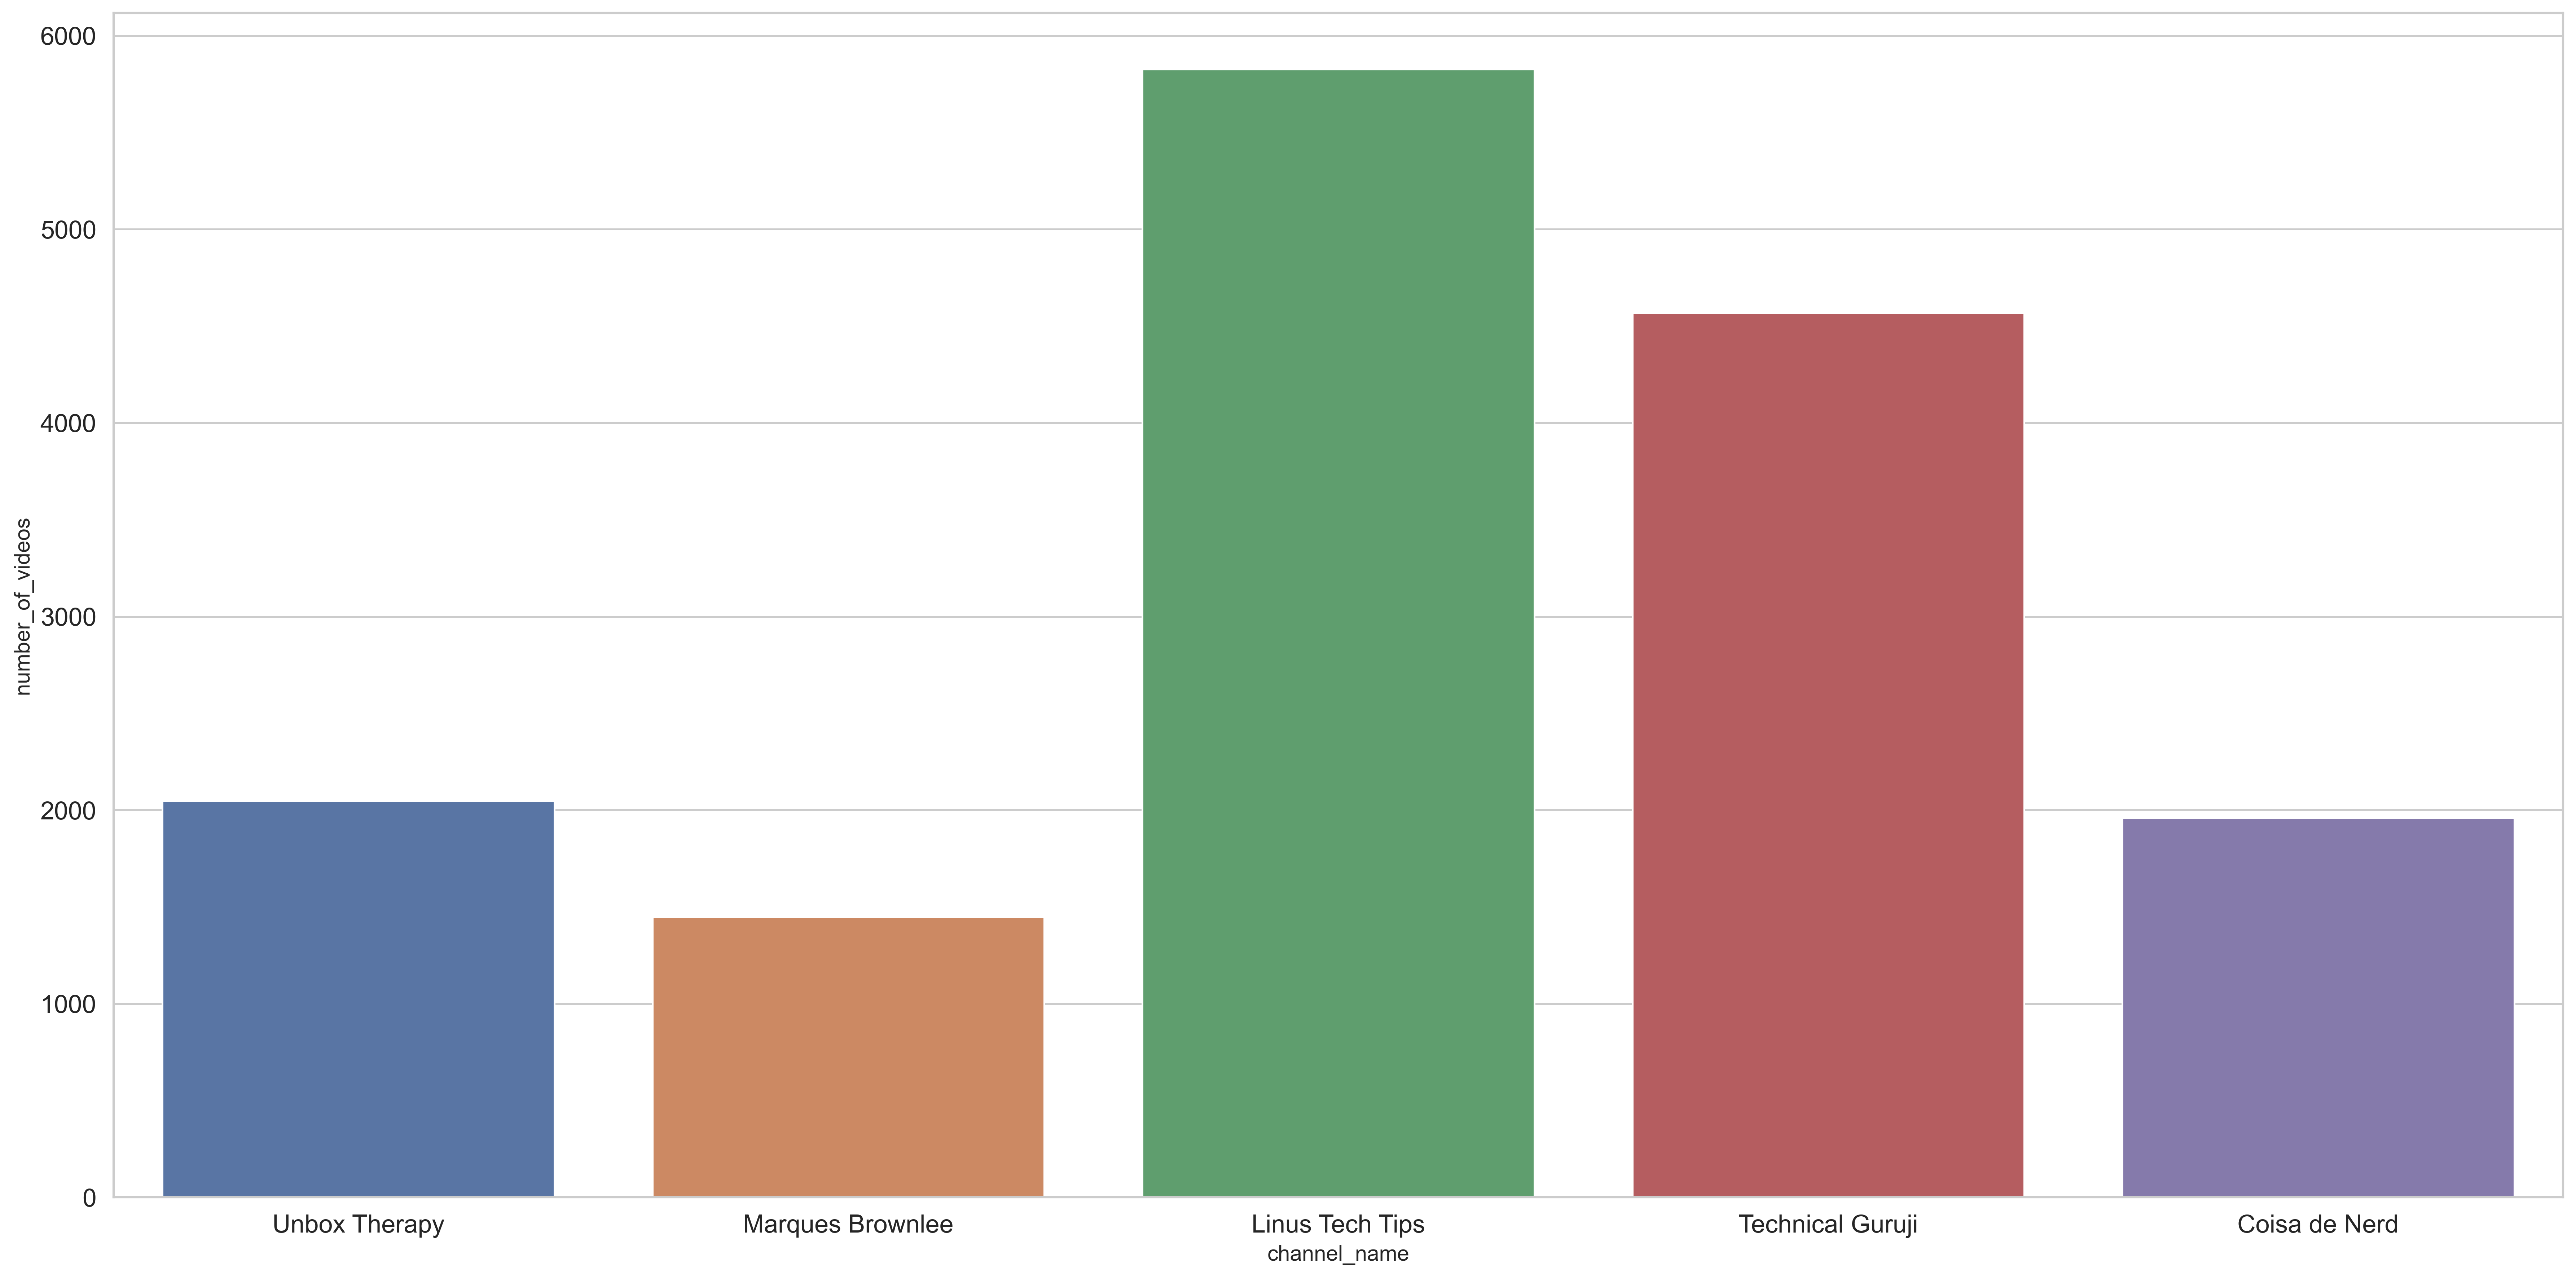 6000
5000
4000
3000
2000
1000
0
number_of_videos
Unbox Therapy
Marques Brownlee
Linus Tech Tips
Technical Guruji
Coisa de Nerd
channel_name